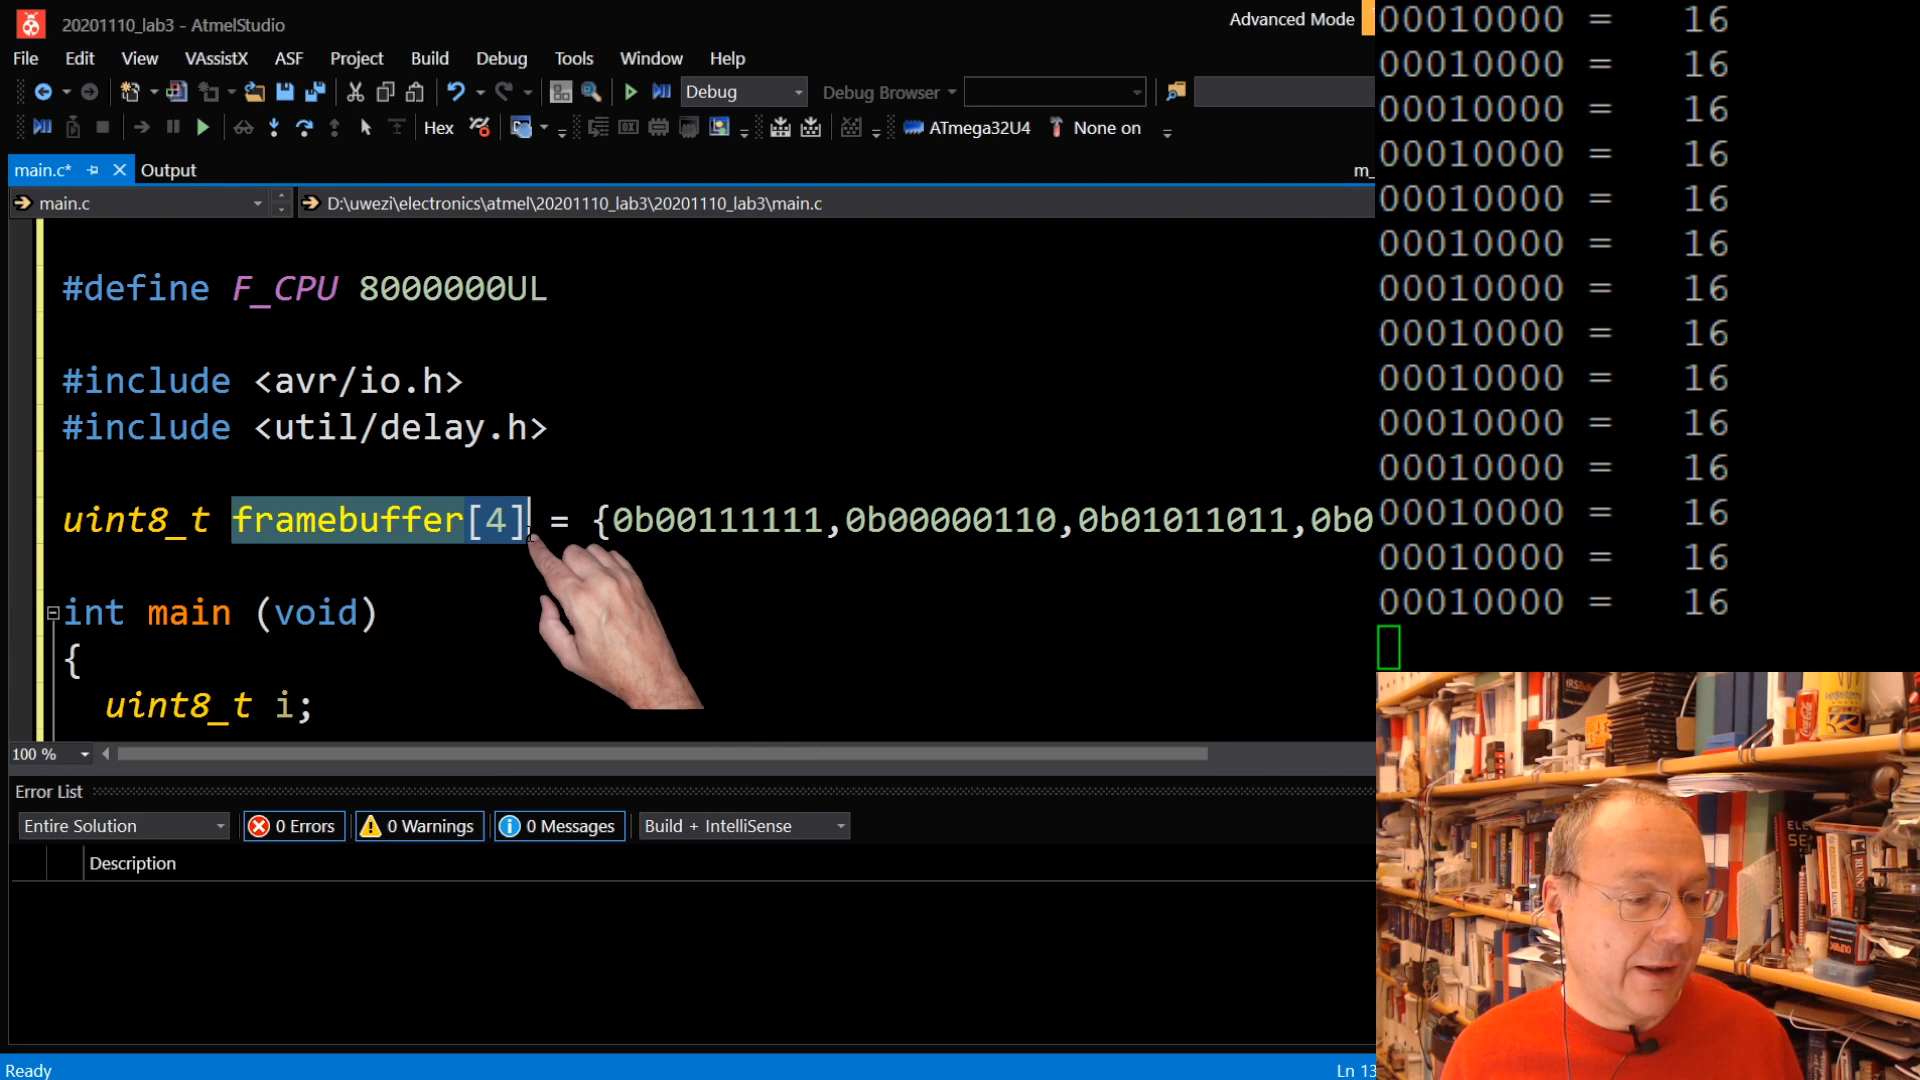 20201110_lab3 - AtmelStudio
Advanced Mode
File Edit View VAssistX ASF Project Build Debug Tools Window Help
Debug Debug Browser
Hex ATmega32U4 None on
main.c* Output m_
main.c D:\uwezi\electronics\atmel\20201110_lab3\20201110_lab3\main.c
#define F_CPU 8000000UL
#include <avr/io.h>
#include <util/delay.h>
uint8_t framebuffer[4] = {0b00111111,0b00000110,0b01011011,0b0
int main (void)
{
uint8_t i;
100 %
Error List
Entire Solution 0 Errors 0 Warnings 0 Messages Build + IntelliSense
Description
Ready Ln 13
00010000 = 16
00010000 = 16
00010000 = 16
00010000 = 16
00010000 = 16
00010000 = 16
00010000 = 16
00010000 = 16
00010000 = 16
00010000 = 16
00010000 = 16
00010000 = 16
00010000 = 16
00010000 = 16